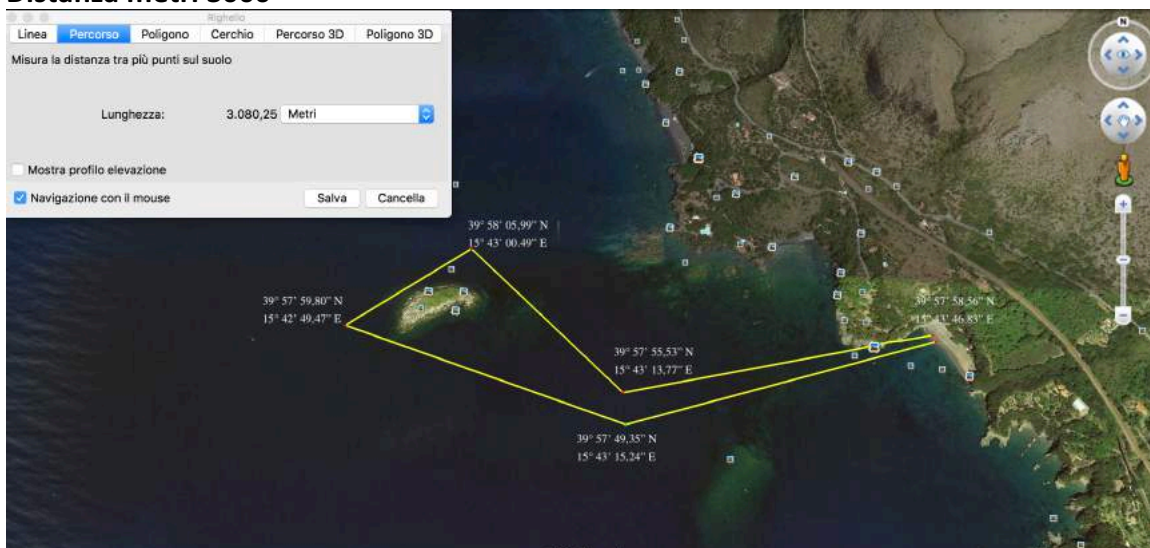 Distanza metri 3000
Righello
Linea Percorso Poligono Cerchio Percorso 3D Poligono 3D
Misura la distanza tra più punti sul suolo
Lunghezza: 3.080,25 Metri
Mostra profilo elevazione
Navigazione con il mouse Salva Cancella
N
39° 58' 05,99" N
15° 43' 00.49" E
39° 57' 59,80" N
15° 42' 49,47" E
39° 57' 58,56" N
15° 43' 46.83" E
39° 57' 55,53" N
15° 43' 13,77" E
39° 57' 49,35" N
15° 43' 15,24" E